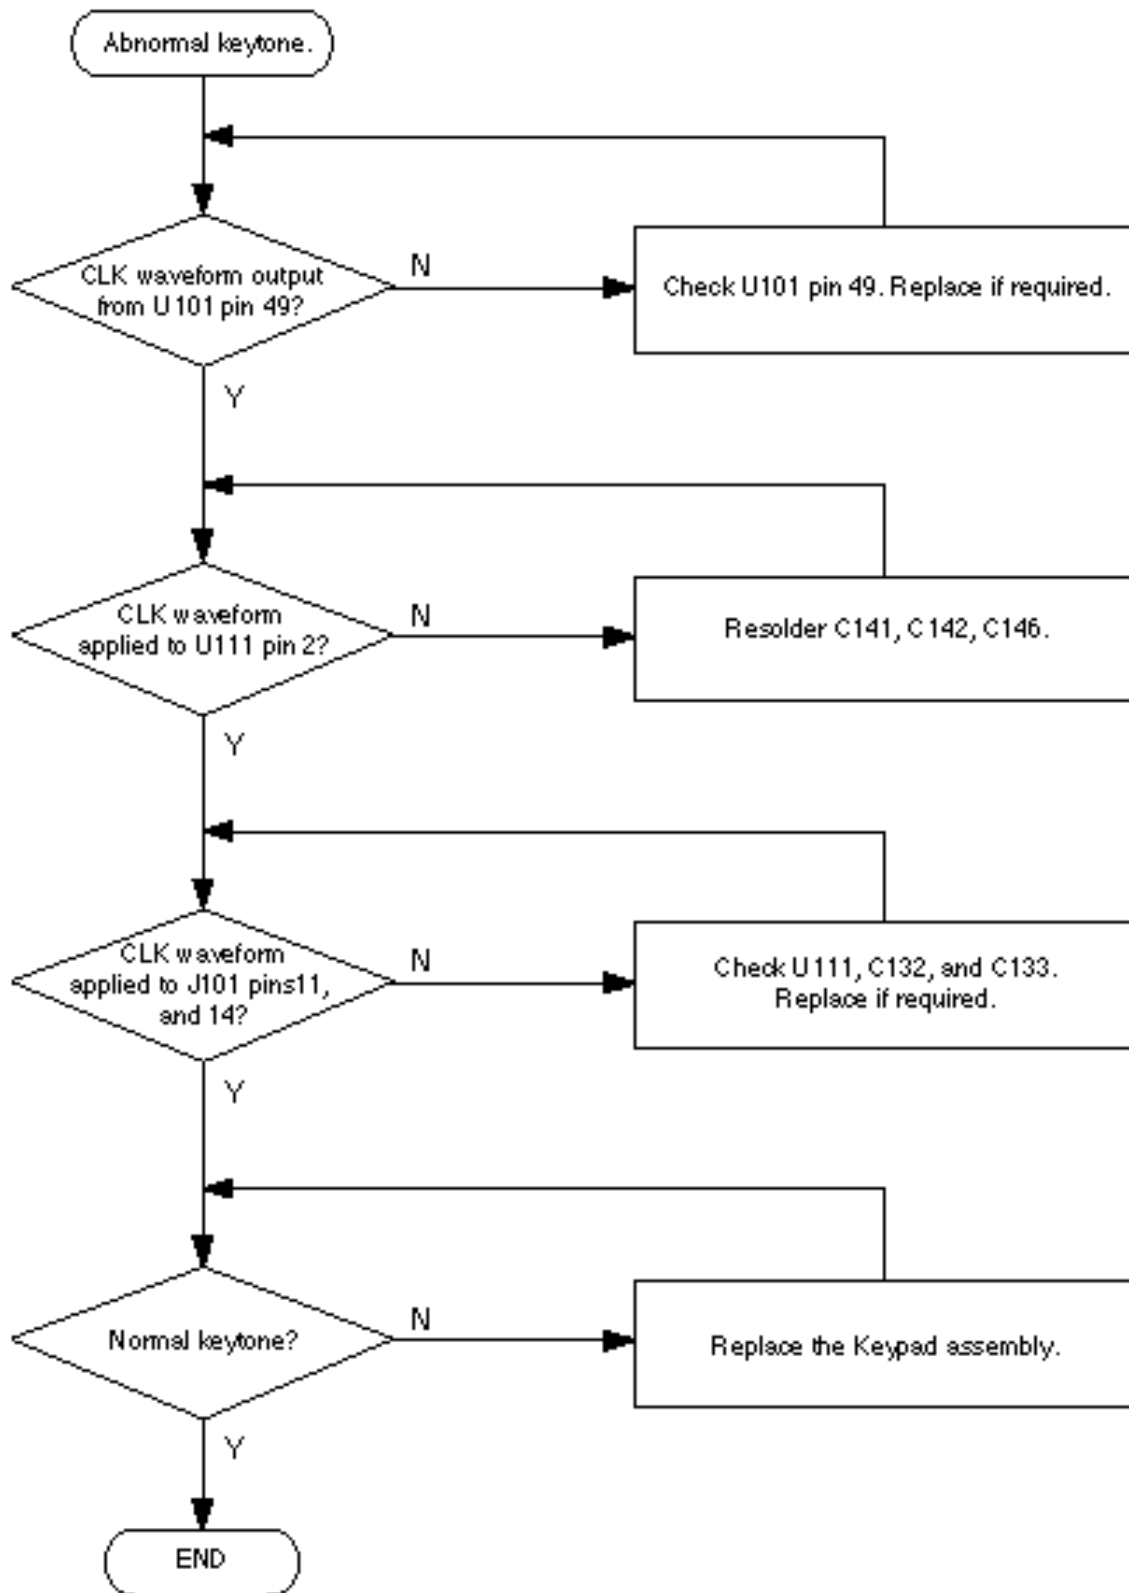 Abnormal keytone.
CLK waveform output
from U101 pin 49?
N
Check U101 pin 49. Replace if required.
Y
CLK waveform
applied to U111 pin 2?
N
Resolder C141, C142, C146.
Y
CLK waveform
applied to J101 pins11,
and 14?
N
Check U111, C132, and C133.
Replace if required.
Y
Normal keytone?
N
Replace the Keypad assembly.
Y
END